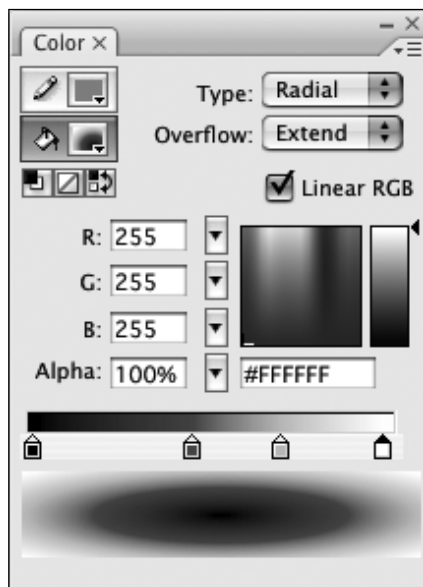 Color ×
Type: Radial
Overflow: Extend
Linear RGB
R: 255
G: 255
B: 255
Alpha: 100% #FFFFFF